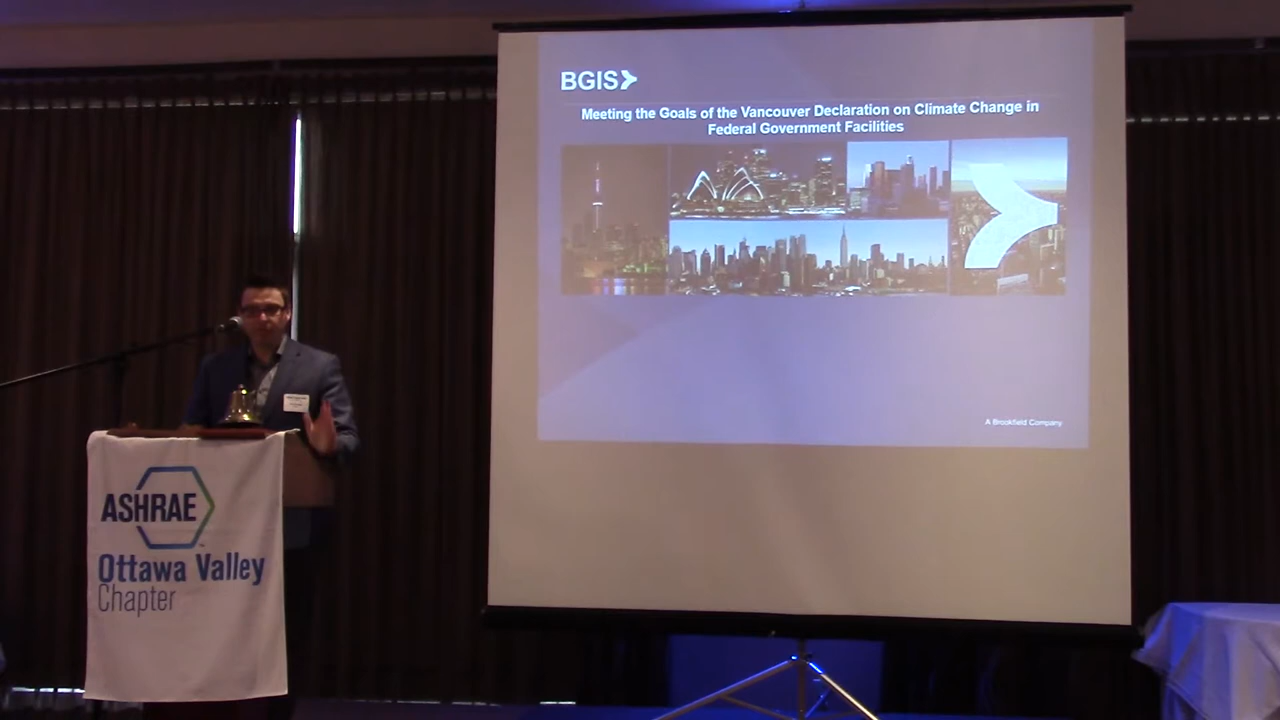 BGIS
Meeting the Goals of the Vancouver Declaration on Climate Change in
Federal Government Facilities
A Brookfield Company
ASHRAE
Ottawa Valley
Chapter